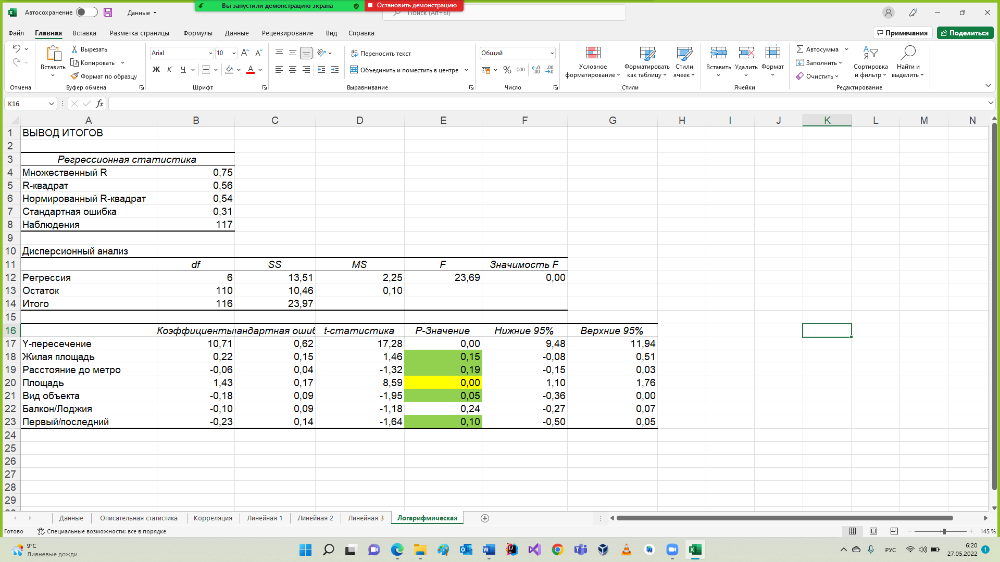 Вы запустили демонстрацию экрана
Остановить демонстрацию
Автосохранение
Данные
Поиск (Alt+Ы)
Файл Главная Вставка Разметка страницы Формулы Данные Рецензирование Вид Справка
Примечания
Поделиться
Вырезать
Копировать
Формат по образцу
Вставить
Отмена
Буфер обмена
Arial
10
Ж К Ч
Шрифт
Переносить текст
Объединить и поместить в центре
Выравнивание
Общий
% 000
Число
Условное форматирование
Форматировать как таблицу
Стили ячеек
Стили
Вставить Удалить Формат
Ячейки
Автосумма
Заполнить
Очистить
Сортировка и фильтр
Найти и выделить
Редактирование
K16
fx
A B C D E F G H I J K L M N
1 ВЫВОД ИТОГОВ
2
3 Регрессионная статистика
4 Множественный R 0,75
5 R-квадрат 0,56
6 Нормированный R-квадрат 0,54
7 Стандартная ошибка 0,31
8 Наблюдения 117
9
10 Дисперсионный анализ
11 df SS MS F Значимость F
12 Регрессия 6 13,51 2,25 23,69 0,00
13 Остаток 110 10,46 0,10
14 Итого 116 23,97
15
16 Коэффициенты андартная ошиб t-статистика P-Значение Нижние 95% Верхние 95%
17 Y-пересечение 10,71 0,62 17,28 0,00 9,48 11,94
18 Жилая площадь 0,22 0,15 1,46 0,15 -0,08 0,51
19 Расстояние до метро -0,06 0,04 -1,32 0,19 -0,15 0,03
20 Площадь 1,43 0,17 8,59 0,00 1,10 1,76
21 Вид объекта -0,18 0,09 -1,95 0,05 -0,36 0,00
22 Балкон/Лоджия -0,10 0,09 -1,18 0,24 -0,27 0,07
23 Первый/последний -0,23 0,14 -1,64 0,10 -0,50 0,05
24
25
26
27
28
29
Данные Описательная статистика Корреляция Линейная 1 Линейная 2 Линейная 3 Логарифмическая
Готово
Специальные возможности: все в порядке
145 %
9°C
Ливневые дожди
РУС
6:20
27.05.2022
1